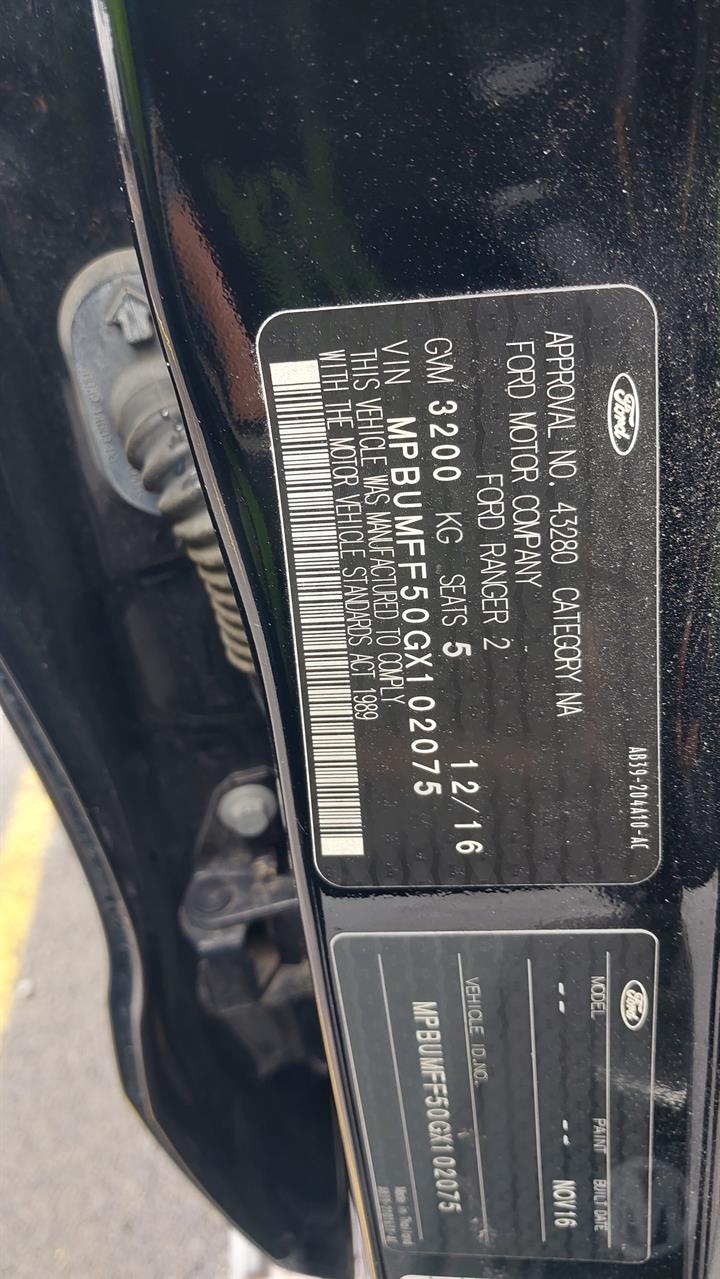 Ford
APPROVAL NO. 43280 CATEGORY NA
FORD MOTOR COMPANY
FORD RANGER 2
GVM 3200 KG SEATS 5 12/16
VIN MPBUMFF50GX102075
THIS VEHICLE WAS MANUFACTURED TO COMPLY
WITH THE MOTOR VEHICLE STANDARDS ACT 1989
AB39-204A10-AC
Ford
MODEL PAINT BUILT DATE
-- -- NOV16
VEHICLE ID.NO.
MPBUMFF50GX102075
Made in Thailand